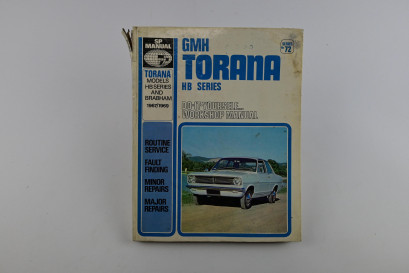 SP
MANUAL
TORANA
MODELS
HB SERIES
AND
BRABHAM
1967/1969
ROUTINE
SERVICE
FAULT
FINDING
MINOR
REPAIRS
MAJOR
REPAIRS
GMH
TORANA
HB SERIES
DO-IT-YOURSELF...
WORKSHOP MANUAL
72